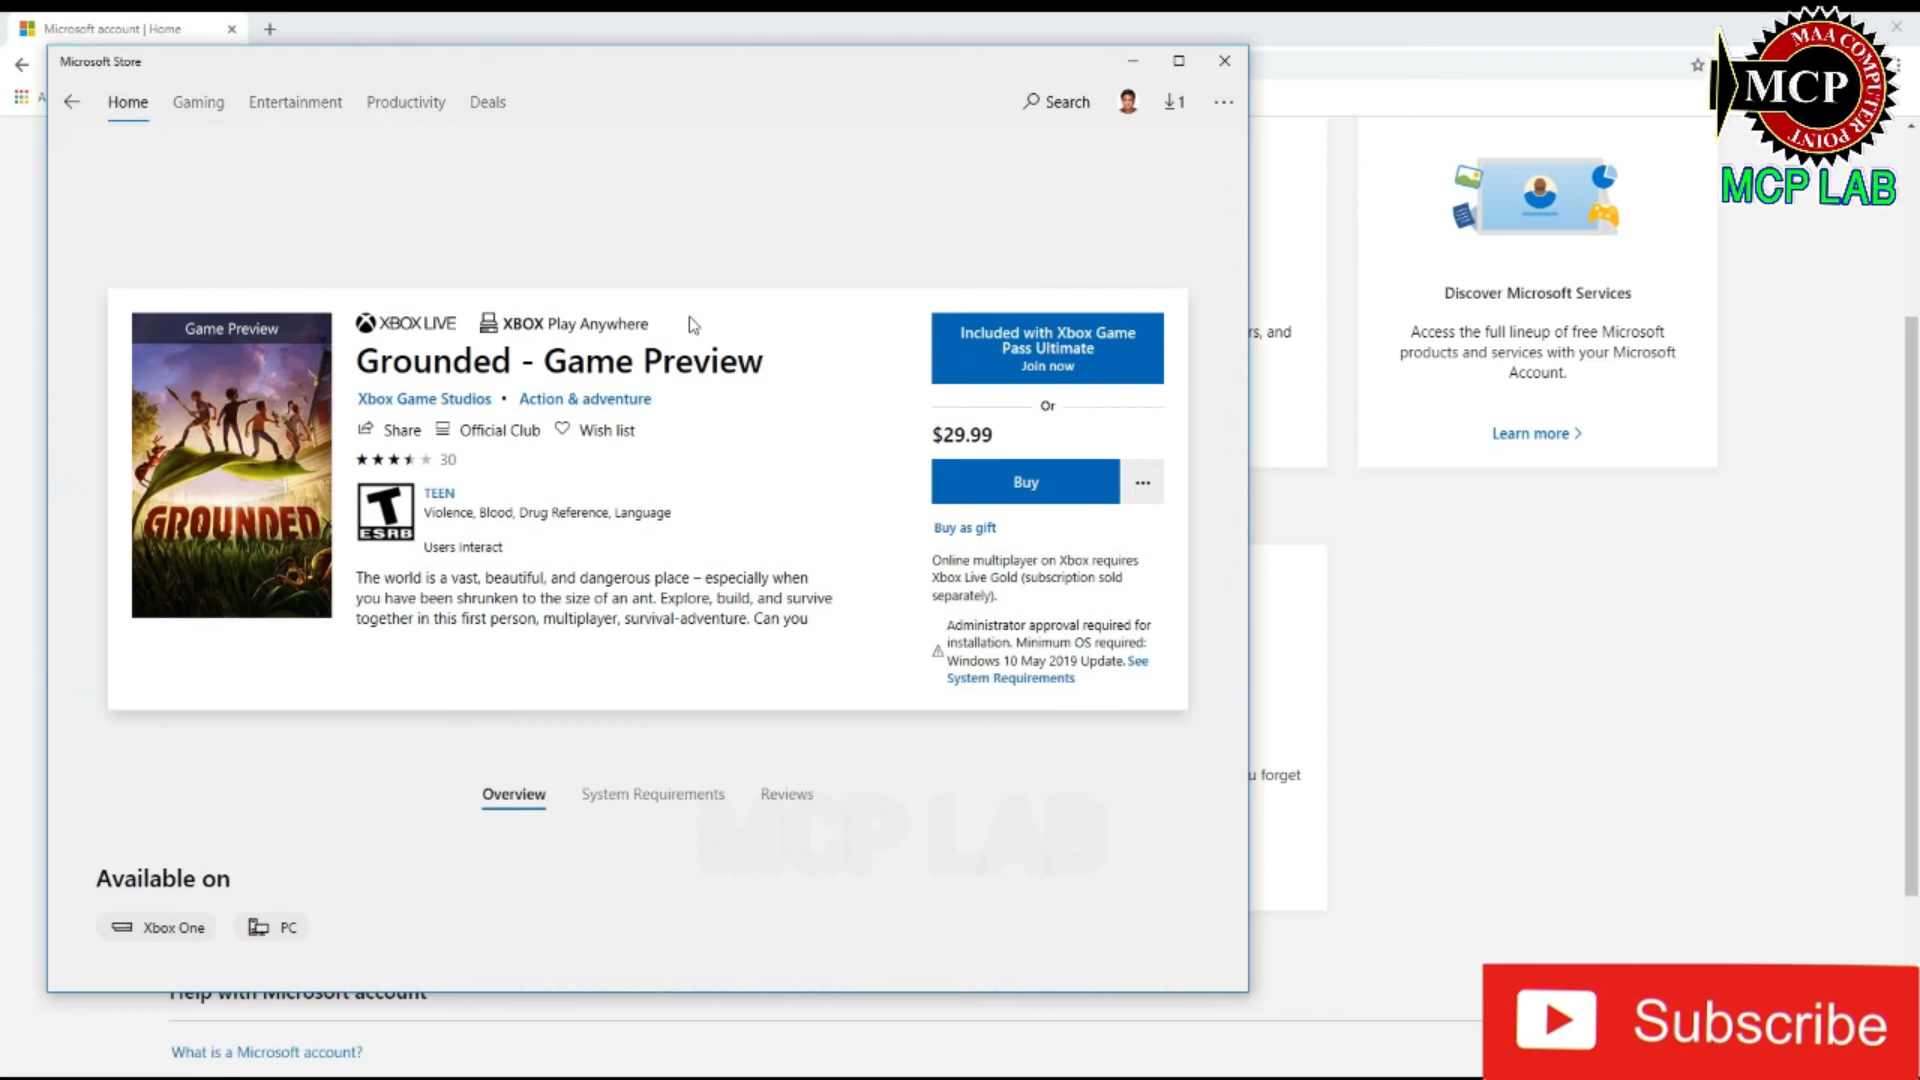 Microsoft account | Home
Microsoft Store
Home Gaming Entertainment Productivity Deals
Search
1
MAA COMPUTER POINT
MCP
MCP LAB
Game Preview
GROUNDED
XBOX LIVE XBOX Play Anywhere
Grounded - Game Preview
Xbox Game Studios • Action & adventure
Share Official Club Wish list
30
T
ESRB
TEEN
Violence, Blood, Drug Reference, Language
Users Interact
The world is a vast, beautiful, and dangerous place – especially when
you have been shrunken to the size of an ant. Explore, build, and survive
together in this first person, multiplayer, survival-adventure. Can you
Included with Xbox Game
Pass Ultimate
Join now
Or
$29.99
Buy
Buy as gift
Online multiplayer on Xbox requires
Xbox Live Gold (subscription sold
separately).
Administrator approval required for
installation. Minimum OS required:
Windows 10 May 2019 Update. See
System Requirements
rs, and
Discover Microsoft Services
Access the full lineup of free Microsoft
products and services with your Microsoft
Account.
Learn more
u forget
Overview System Requirements Reviews
MCP LAB
Available on
Xbox One PC
Help with Microsoft account
What is a Microsoft account?
Subscribe